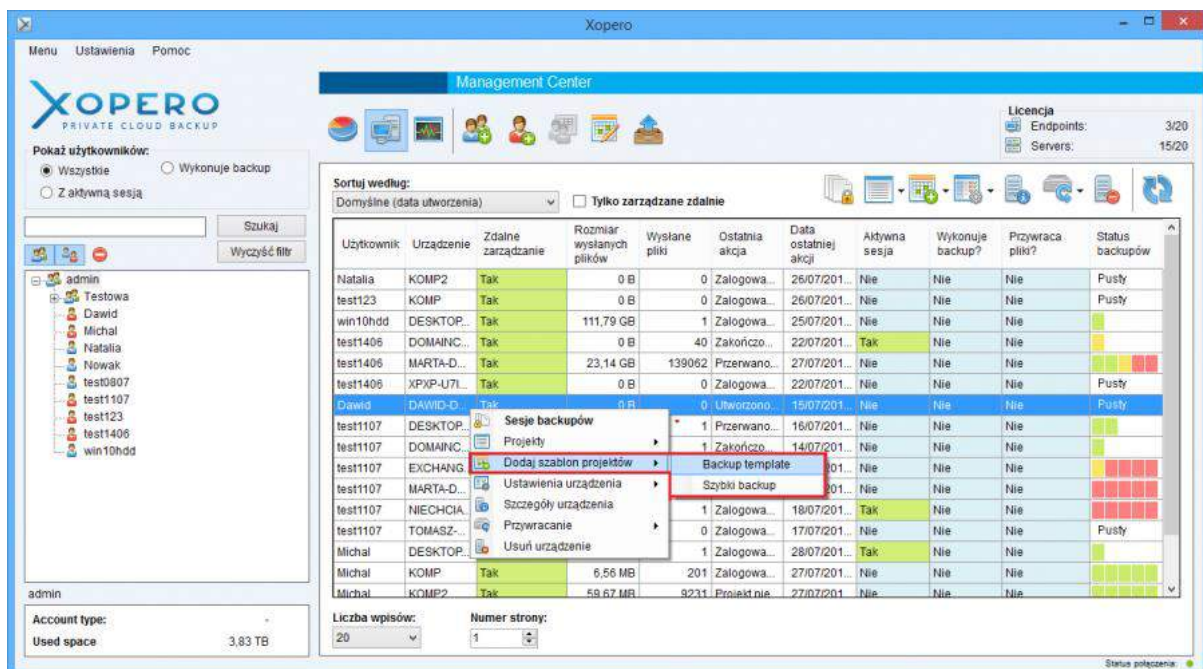 Xopero
Menu Ustawienia Pomoc
XOPERO
PRIVATE CLOUD BACKUP
Management Center
Licencja
Endpoints: 3/20
Servers: 15/20
Pokaż użytkowników:
Wszystkie Wykonuje backup
Z aktywną sesją
Szukaj
Wyczyść filtr
admin
Testowa
Dawid
Michal
Natalia
Nowak
test0807
test1107
test123
test1406
win10hdd
admin
Account type: -
Used space 3,83 TB
Sortuj według:
Domyślne (data utworzenia) Tylko zarządzane zdalnie
Użytkownik Urządzenie Zdalne zarządzanie Rozmiar wysłanych plików Wysłane pliki Ostatnia akcja Data ostatniej akcji Aktywna sesja Wykonuje backup? Przywraca pliki? Status backupów
Natalia KOMP2 Tak 0 B 0 Zalogowa... 26/07/201... Nie Nie Nie Pusty
test123 KOMP Tak 0 B 0 Zalogowa... 26/07/201... Nie Nie Nie Pusty
win10hdd DESKTOP... Tak 111,79 GB 1 Zalogowa... 25/07/201... Nie Nie Nie
test1406 DOMAINC... Tak 0 B 40 Zakończo... 22/07/201... Tak Nie Nie
test1406 MARTA-D... Tak 23,14 GB 139062 Przerwano... 27/07/201... Nie Nie Nie
test1406 XPXP-U7I... Tak 0 B 0 Zalogowa... 22/07/201... Nie Nie Nie Pusty
Dawid DAWID-D... Tak 0 B 0 Utworzono... 15/07/201... Nie Nie Nie Pusty
test1107 DESKTOP... 1 Przerwano... 16/07/201... Nie Nie Nie
test1107 DOMAINC... 1 Zakończo... 14/07/201... Nie Nie Nie
test1107 EXCHANG... 201... Nie Nie Nie
test1107 MARTA-D... 201... Nie Nie Nie
test1107 NIECHCIA... 1 Zalogowa... 18/07/201... Tak Nie Nie
test1107 TOMASZ-... 0 Zalogowa... 17/07/201... Nie Nie Nie Pusty
Michal DESKTOP... 1 Zalogowa... 28/07/201... Tak Nie Nie
Michal KOMP Tak 6,56 MB 201 Zalogowa... 27/07/201... Nie Nie Nie
Michal KOMP2 Tak 59,67 MB 9231 Projekt nie... 27/07/201... Nie Nie Nie
Sesje backupów
Projekty
Dodaj szablon projektów
Ustawienia urządzenia
Szczegóły urządzenia
Przywracanie
Usuń urządzenie
Backup template
Szybki backup
Liczba wpisów: Numer strony:
20 1
Status połączenia: